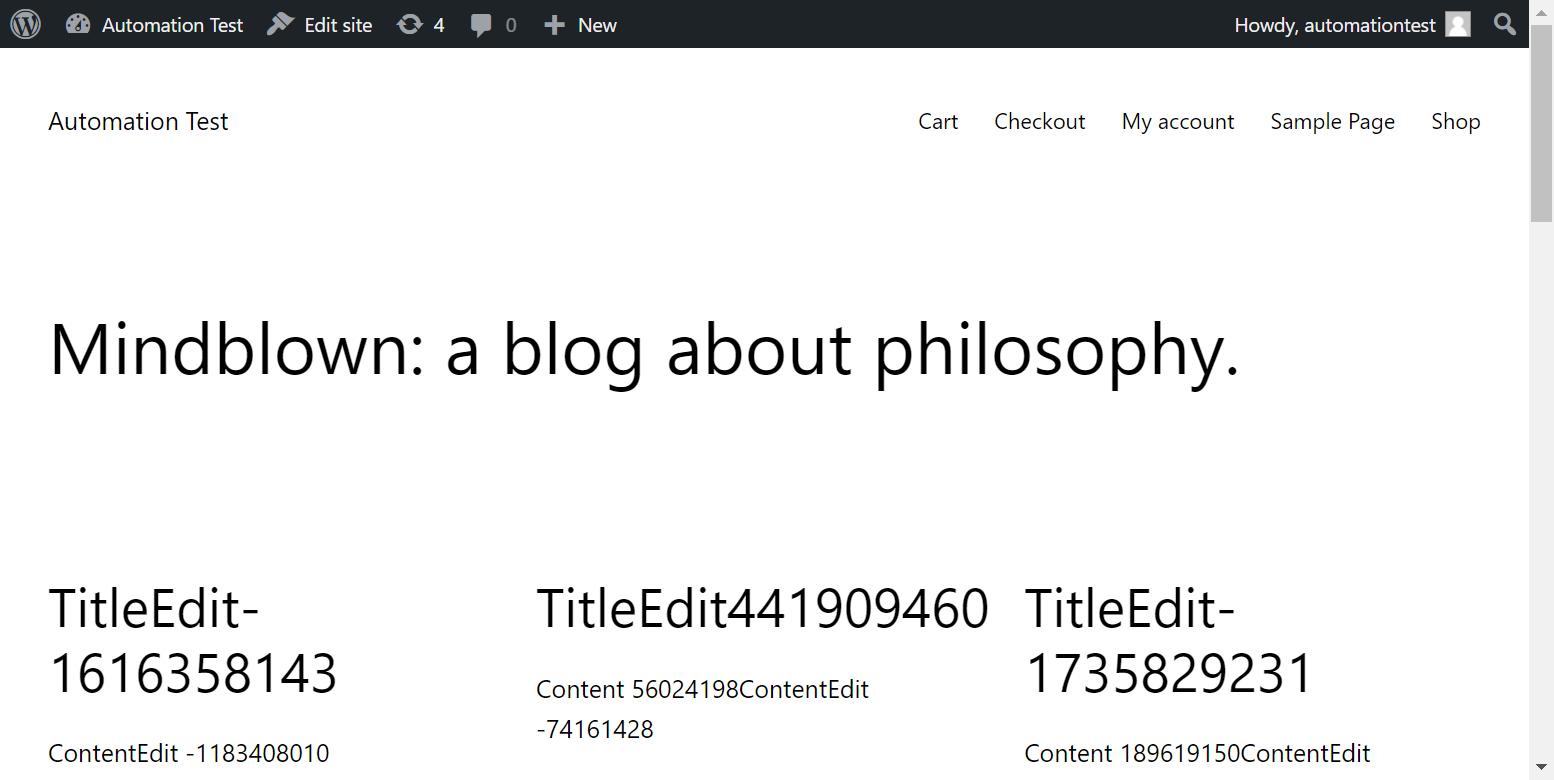 Automation Test Edit site 4 0 New Howdy, automationtest
Automation Test Cart Checkout My account Sample Page Shop
Mindblown: a blog about philosophy.
TitleEdit-
1616358143
ContentEdit -1183408010
TitleEdit441909460
Content 56024198ContentEdit
-74161428
TitleEdit-
1735829231
Content 189619150ContentEdit